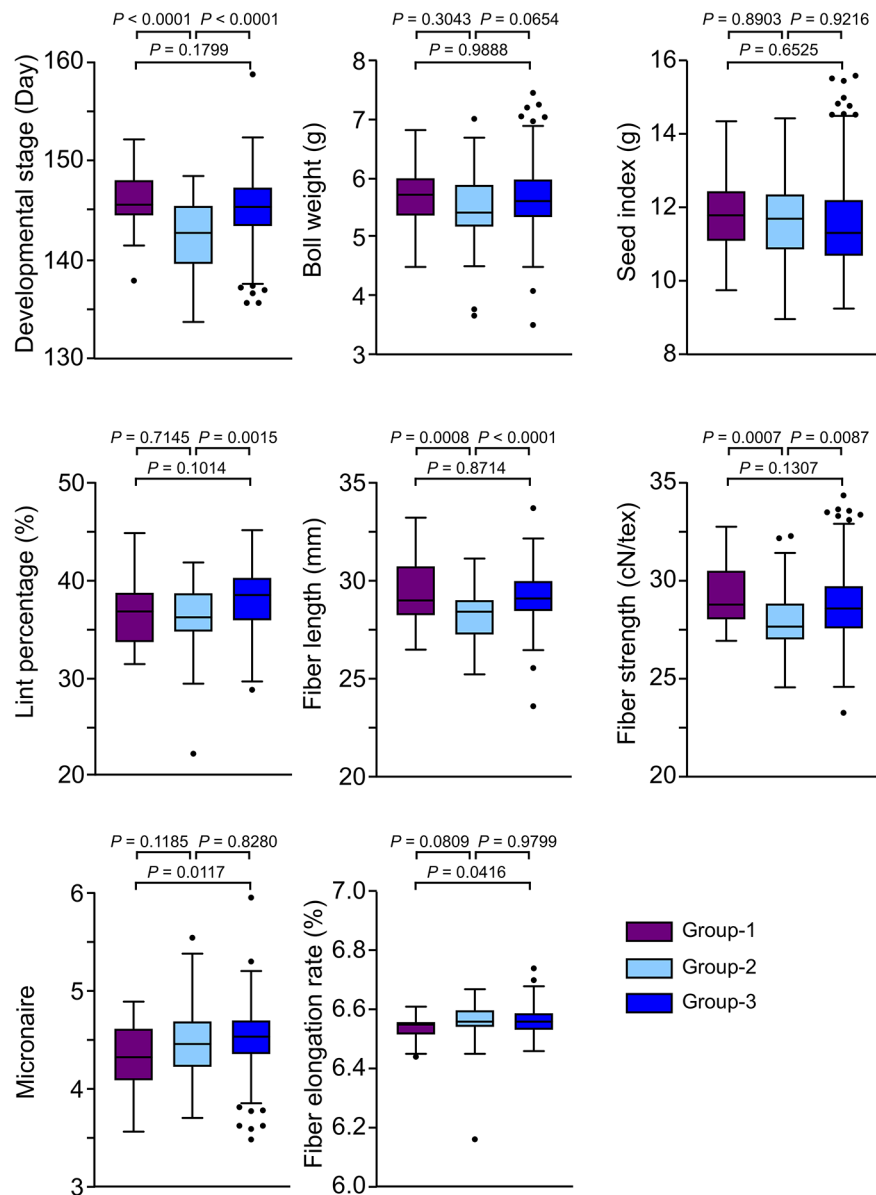 P < 0.0001 P < 0.0001
P = 0.1799
Developmental stage (Day)
160
150
140
130
P = 0.3043 P = 0.0654
P = 0.9888
Boll weight (g)
8
7
6
5
4
3
P = 0.8903 P = 0.9216
P = 0.6525
Seed index (g)
16
14
12
10
8
P = 0.7145 P = 0.0015
P = 0.1014
Lint percentage (%)
50
40
30
20
P = 0.0008 P < 0.0001
P = 0.8714
Fiber length (mm)
35
30
25
20
P = 0.0007 P = 0.0087
P = 0.1307
Fiber strength (cN/tex)
35
30
25
20
P = 0.1185 P = 0.8280
P = 0.0117
Micronaire
6
5
4
3
P = 0.0809 P = 0.9799
P = 0.0416
Fiber elongation rate (%)
7.0
6.8
6.6
6.4
6.2
6.0
Group-1
Group-2
Group-3